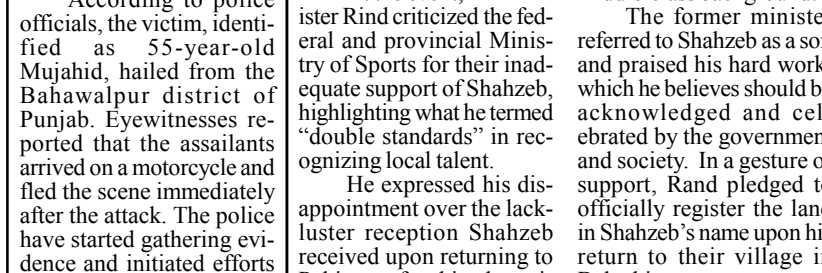 According to police
officials, the victim, identi-
fied as 55-year-old
Mujahid, hailed from the
Bahawalpur district of
Punjab. Eyewitnesses re-
ported that the assailants
arrived on a motorcycle and
fled the scene immediately
after the attack. The police
have started gathering evi-
dence and initiated efforts
ister Rind criticized the fed-
eral and provincial Minis-
try of Sports for their inad-
equate support of Shahzeb,
highlighting what he termed
“double standards” in rec-
ognizing local talent.
He expressed his dis-
appointment over the lack-
luster reception Shahzeb
received upon returning to
The former ministe
referred to Shahzeb as a son
and praised his hard work
which he believes should b
acknowledged and cel
ebrated by the governmen
and society. In a gesture o
support, Rand pledged t
officially register the lan
in Shahzeb’s name upon hi
return to their village i